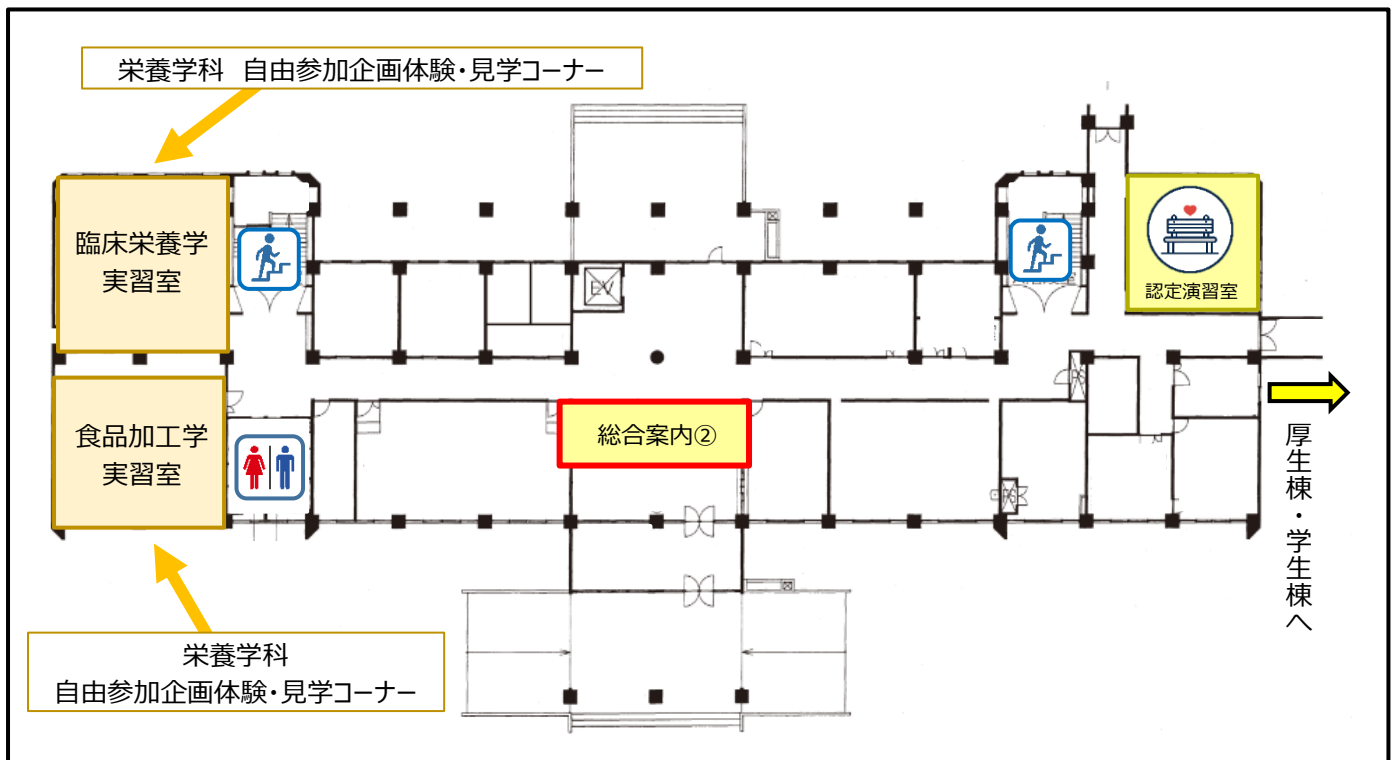 栄養学科　自由参加企画体験・見学コーナー
臨床栄養学
実習室
EV
認定演習室
食品加工学
実習室
総合案内②
厚生棟・学生棟へ
栄養学科
自由参加企画体験・見学コーナー